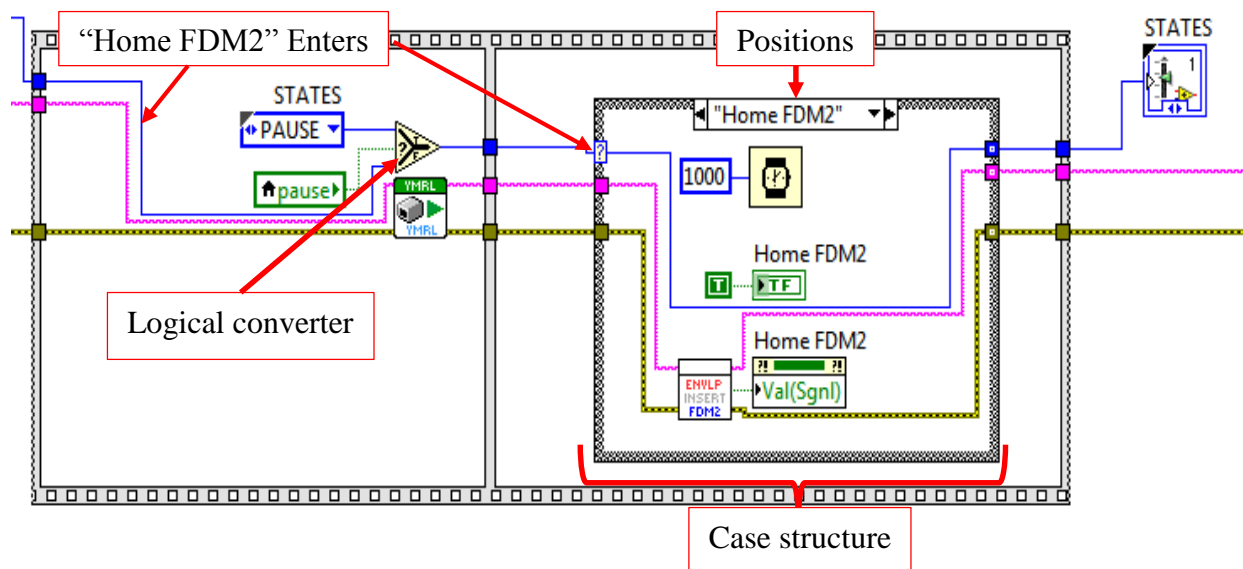 “Home FDM2” Enters
Positions
STATES
1
STATES
PAUSE
"Home FDM2"
?
?
1000
pause
YMRL
YMRL
Home FDM2
T
TF
Logical converter
Home FDM2
?! ?!
ENVLP
INSERT
FDM2
Val(Sgnl)
Case structure